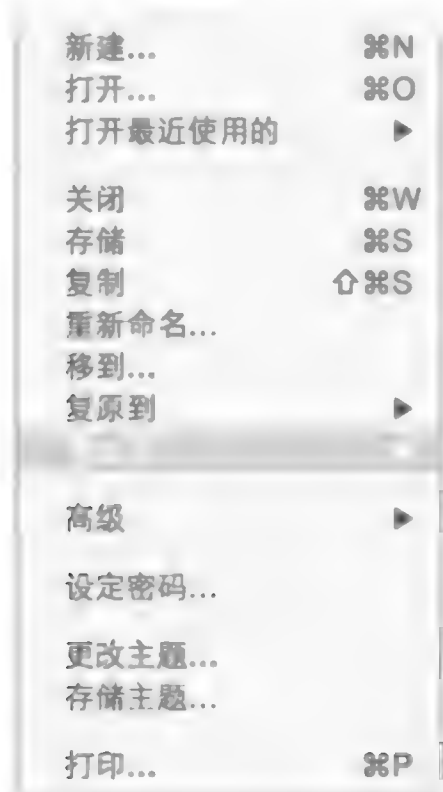 新建... ⌘N
打开... ⌘O
打开最近使用的 ▶
关闭 ⌘W
存储 ⌘S
复制 ⇧⌘S
重新命名...
移到...
复原到 ▶
高级 ▶
设定密码...
更改主题...
存储主题...
打印... ⌘P